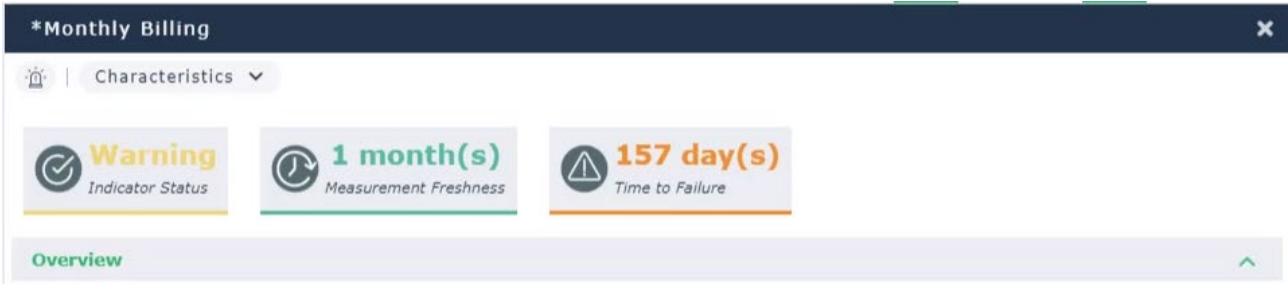 *Monthly Billing
Characteristics
Warning
Indicator Status
1 month(s)
Measurement Freshness
157 day(s)
Time to Failure
Overview